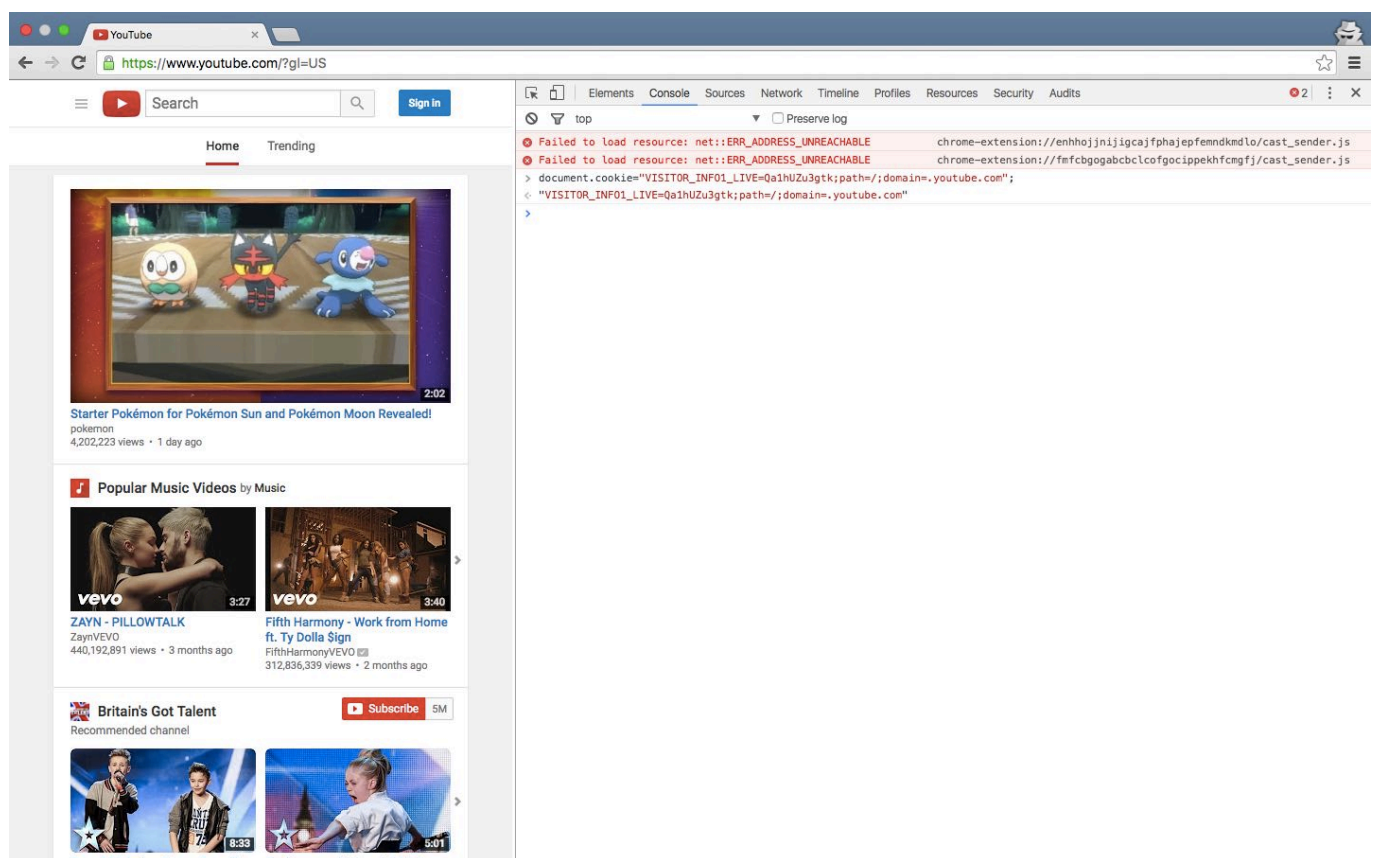 YouTube
https://www.youtube.com/?gl=US
Search
Sign in
Home Trending
2:02
Starter Pokémon for Pokémon Sun and Pokémon Moon Revealed!
pokemon
4,202,223 views • 1 day ago
Popular Music Videos by Music
vevo 3:27
vevo 3:40
ZAYN - PILLOWTALK
ZaynVEVO
440,192,891 views • 3 months ago
Fifth Harmony - Work from Home
ft. Ty Dolla $ign
FifthHarmonyVEVO
312,836,339 views • 2 months ago
Britain's Got Talent
Subscribe 5M
Recommended channel
8:33
5:01
Elements Console Sources Network Timeline Profiles Resources Security Audits 2
top Preserve log
Failed to load resource: net::ERR_ADDRESS_UNREACHABLE chrome-extension://enhhojjnijigcajfphajepfemndkmdlo/cast_sender.js
Failed to load resource: net::ERR_ADDRESS_UNREACHABLE chrome-extension://fmfcbgogabcbclcofgocippekhfcmgfj/cast_sender.js
> document.cookie="VISITOR_INFO1_LIVE=Qa1hUZu3gtk;path=/;domain=.youtube.com";
"VISITOR_INFO1_LIVE=Qa1hUZu3gtk;path=/;domain=.youtube.com"
>